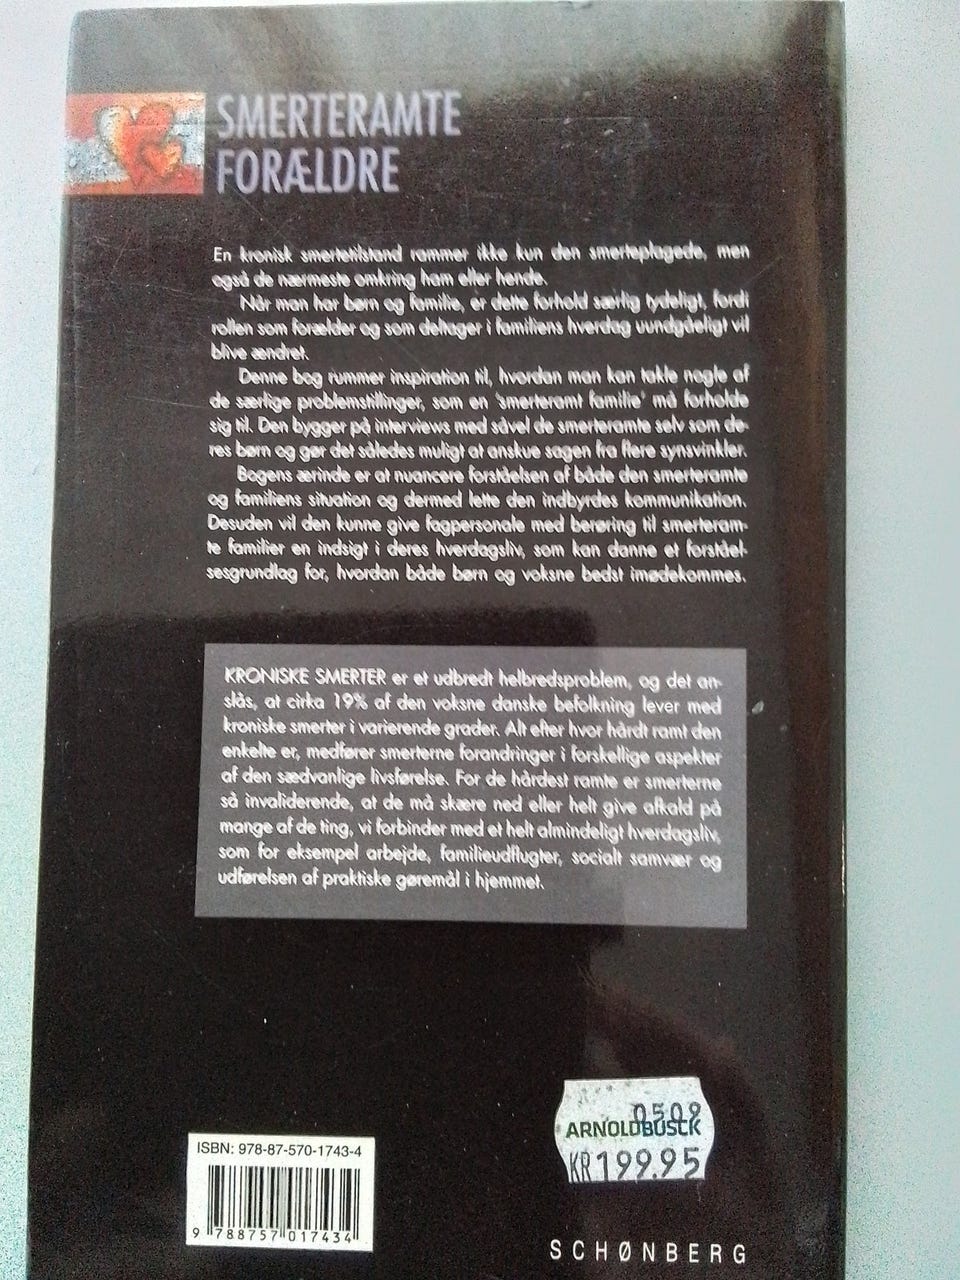 SMERTERAMTE
FORÆLDRE
En kronisk smertetilstand rammer ikke kun den smerteplagede, men
også de nærmeste omkring ham eller hende.
Når man har børn og familie, er dette forhold særlig tydeligt, fordi
rollen som forælder og som deltager i familiens hverdag uundgåeligt vil
blive ændret.
Denne bog rummer inspiration til, hvordan man kan takle nogle af
de særlige problemstillinger, som en 'smerteramt familie' må forholde
sig til. Den bygger på interviews med såvel de smerteramte selv som de-
res børn og gør det således muligt at anskue sagen fra flere synsvinkler.
Bogens ærinde er at nuancere forståelsen af både den smerteramte
og familiens situation og dermed lette den indbyrdes kommunikation.
Desuden vil den kunne give fagpersonale med berøring til smerteram-
te familier en indsigt i deres hverdagsliv, som kan danne et forståel-
sesgrundlag for, hvordan både børn og voksne bedst imødekommes.
KRONISKE SMERTER er et udbredt helbredsproblem, og det an-
slås, at cirka 19% af den voksne danske befolkning lever med
kroniske smerter i varierende grader. Alt efter hvor hårdt ramt den
enkelte er, medfører smerterne forandringer i forskellige aspekter
af den sædvanlige livsførelse. For de hårdest ramte er smerterne
så invaliderende, at de må skære ned eller helt give afkald på
mange af de ting, vi forbinder med et helt almindeligt hverdagsliv,
som for eksempel arbejde, familieudflugter, socialt samvær og
udførelsen af praktiske gøremål i hjemmet.
0509
ARNOLDBUSCK
KR199.95
ISBN: 978-87-570-1743-4
9 788757 017434
SCHØNBERG